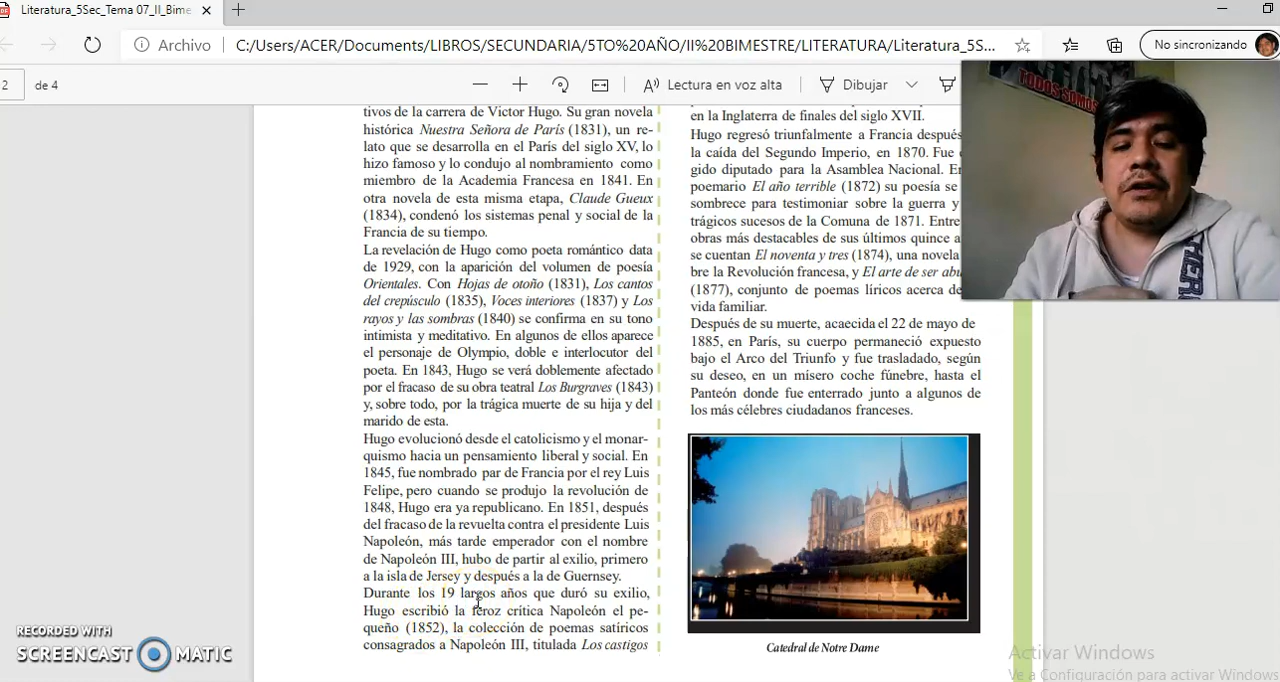 Literatura_5Sec_Tema 07_II_Bime
Archivo
C:/Users/ACER/Documents/LIBROS/SECUNDARIA/5TO%20AÑO/II%20BIMESTRE/LITERATURA/Literatura_5S...
No sincronizando
2
de 4
Lectura en voz alta
Dibujar
TODOS SOMOS
tivos de la carrera de Victor Hugo. Su gran novela
histórica Nuestra Señora de París (1831), un re-
lato que se desarrolla en el París del siglo XV, lo
hizo famoso y lo condujo al nombramiento como
miembro de la Academia Francesa en 1841. En
otra novela de esta misma etapa, Claude Gueux
(1834), condenó los sistemas penal y social de la
Francia de su tiempo.
La revelación de Hugo como poeta romántico data
de 1929, con la aparición del volumen de poesía
Orientales. Con Hojas de otoño (1831), Los cantos
del crepúsculo (1835), Voces interiores (1837) y Los
rayos y las sombras (1840) se confirma en su tono
intimista y meditativo. En algunos de ellos aparece
el personaje de Olympio, doble e interlocutor del
poeta. En 1843, Hugo se verá doblemente afectado
por el fracaso de su obra teatral Los Burgraves (1843)
y, sobre todo, por la trágica muerte de su hija y del
marido de esta.
Hugo evolucionó desde el catolicismo y el monar-
quismo hacia un pensamiento liberal y social. En
1845, fue nombrado par de Francia por el rey Luis
Felipe, pero cuando se produjo la revolución de
1848, Hugo era ya republicano. En 1851, después
del fracaso de la revuelta contra el presidente Luis
Napoleón, más tarde emperador con el nombre
de Napoleón III, hubo de partir al exilio, primero
a la isla de Jersey y después a la de Guernsey.
Durante los 19 largos años que duró su exilio,
Hugo escribió la feroz crítica Napoleón el pe-
queño (1852), la colección de poemas satíricos
consagrados a Napoleón III, titulada Los castigos
en la Inglaterra de finales del siglo XVII.
Hugo regresó triunfalmente a Francia después
la caída del Segundo Imperio, en 1870. Fue
gido diputado para la Asamblea Nacional. En
poemario El año terrible (1872) su poesía se
sombrece para testimoniar sobre la guerra y
trágicos sucesos de la Comuna de 1871. Entre
obras más destacables de sus últimos quince a
se cuentan El noventa y tres (1874), una novela
bre la Revolución francesa, y El arte de ser abu
(1877), conjunto de poemas líricos acerca de
vida familiar.
Después de su muerte, acaecida el 22 de mayo de
1885, en París, su cuerpo permaneció expuesto
bajo el Arco del Triunfo y fue trasladado, según
su deseo, en un mísero coche fúnebre, hasta el
Panteón donde fue enterrado junto a algunos de
los más célebres ciudadanos franceses.
Catedral de Notre Dame
RECORDED WITH
SCREENCAST MATIC
Activar Windows
Ve a Configuración para activar Windows